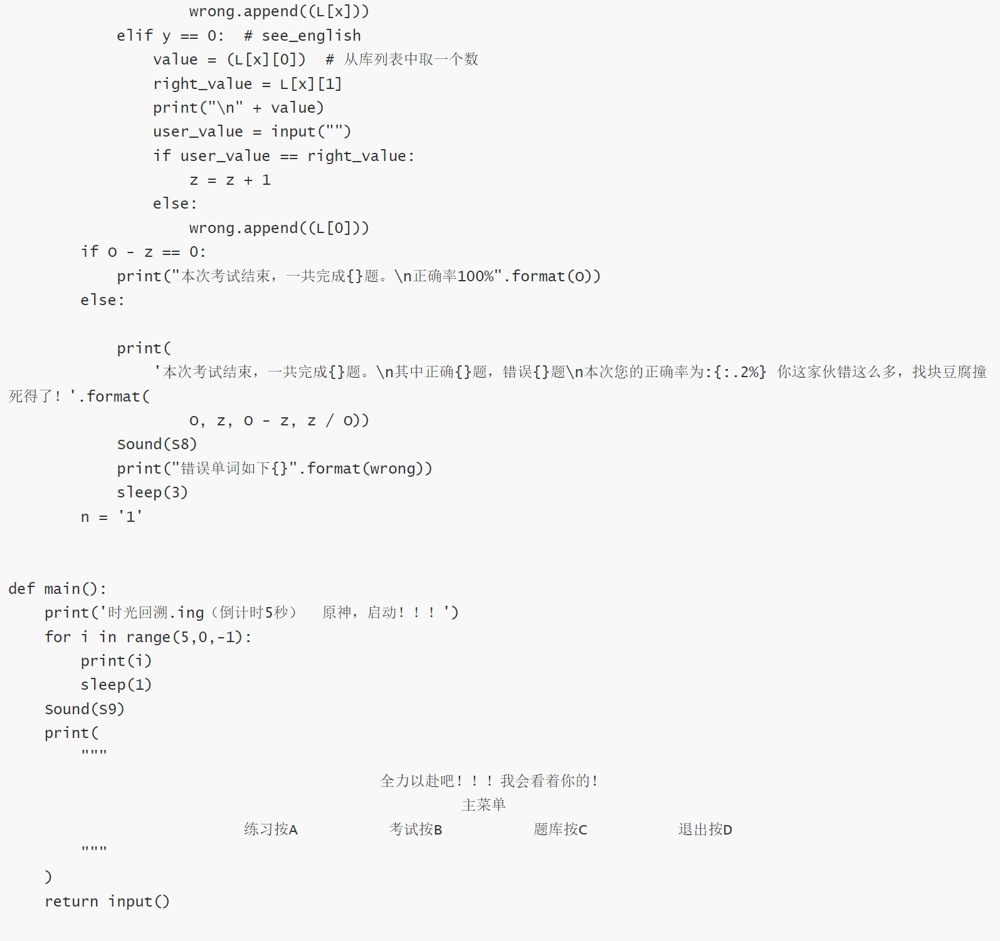 wrong.append((L[x]))
            elif y == 0:  # see_english
                value = (L[x][0])  # 从库列表中取一个数
                right_value = L[x][1]
                print("\n" + value)
                user_value = input("")
                if user_value == right_value:
                    z = z + 1
                else:
                    wrong.append((L[0]))
        if O - z == 0:
            print("本次考试结束，一共完成{}题。\n正确率100%".format(O))
        else:

            print(
                '本次考试结束，一共完成{}题。\n其中正确{}题，错误{}题\n本次您的正确率为:{:.2%} 你这家伙错这么多，找块豆腐撞
死得了！'.format(
                    O, z, O - z, z / O))
            Sound(S8)
            print("错误单词如下{}".format(wrong))
            sleep(3)
        n = '1'


def main():
    print('时光回溯.ing（倒计时5秒）  原神，启动！！！')
    for i in range(5,0,-1):
        print(i)
        sleep(1)
    Sound(S9)
    print(
        """
                                         全力以赴吧！！！我会看着你的！
                                                  主菜单
                          练习按A          考试按B          题库按C          退出按D
        """
    )
    return input()